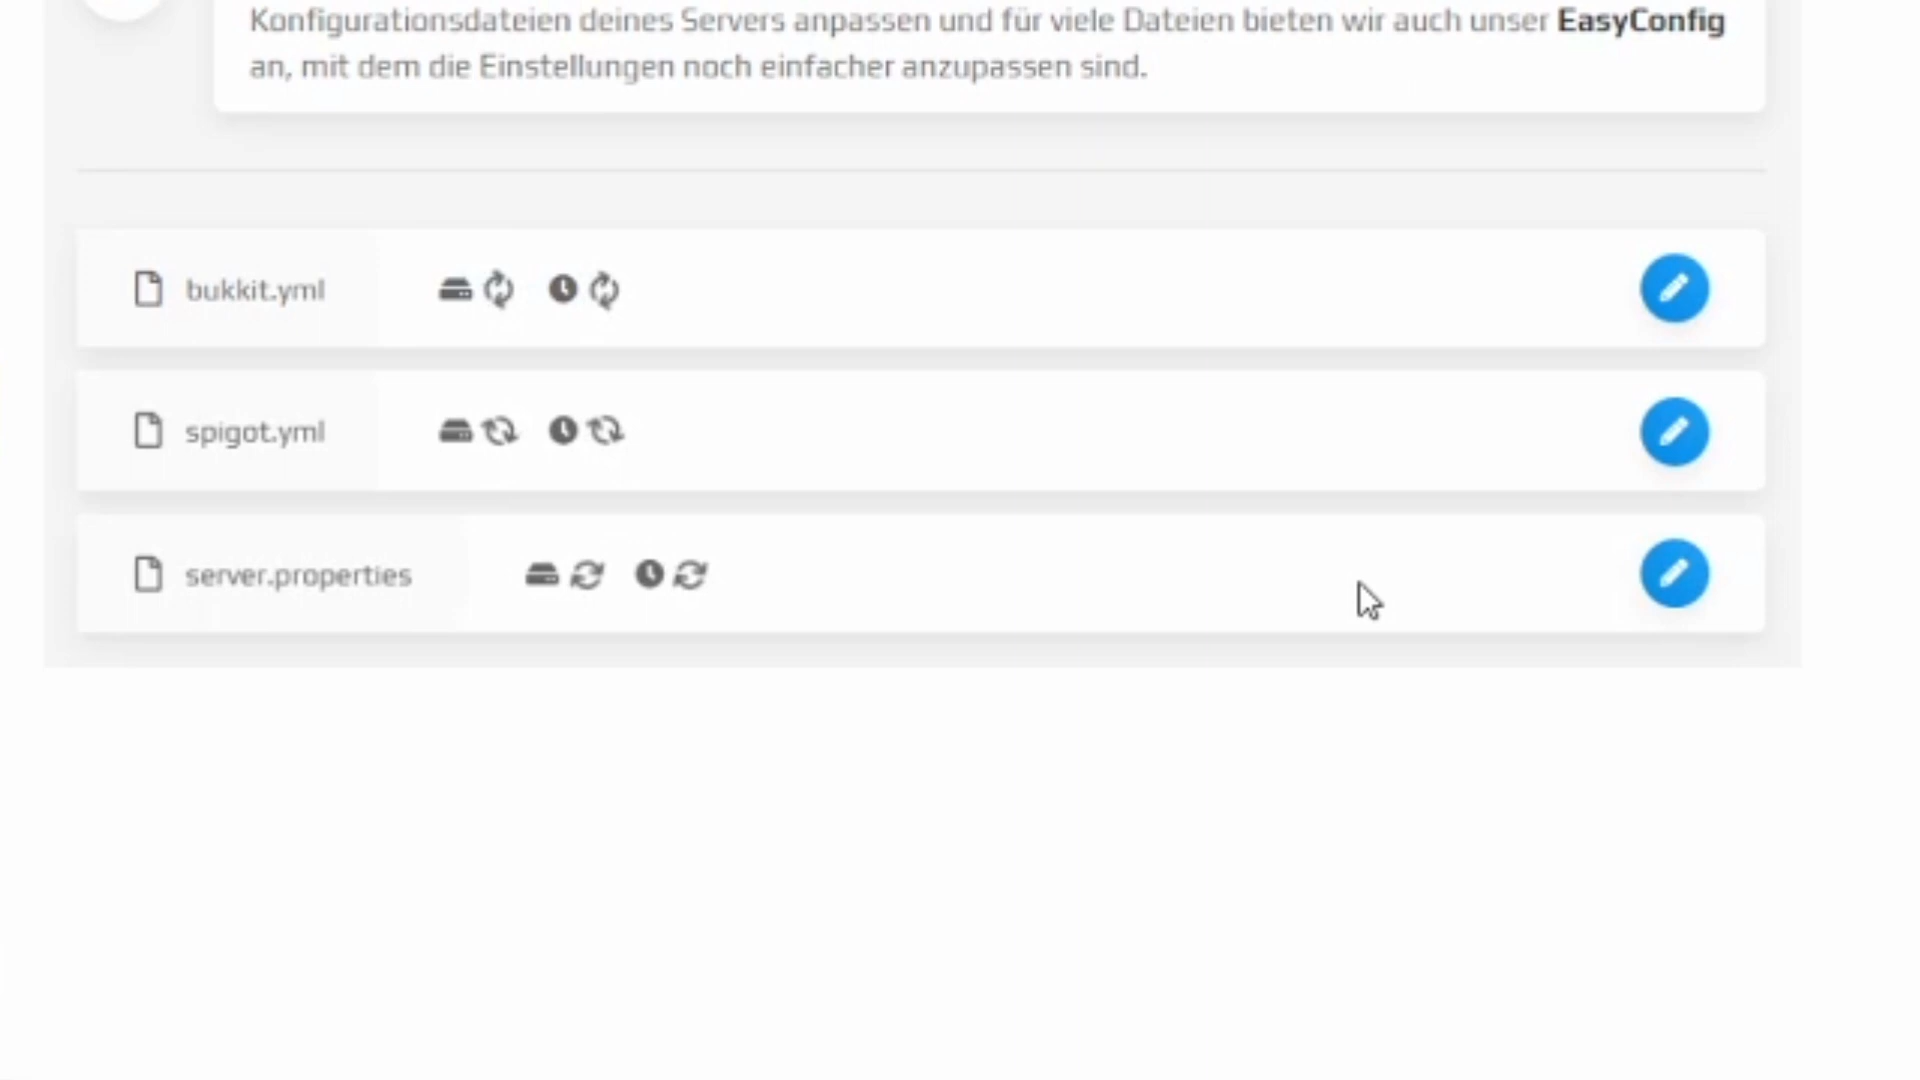 Konfigurationsdateien deines Servers anpassen und für viele Dateien bieten wir auch unser EasyConfig
an, mit dem die Einstellungen noch einfacher anzupassen sind.
bukkit.yml
spigot.yml
server.properties